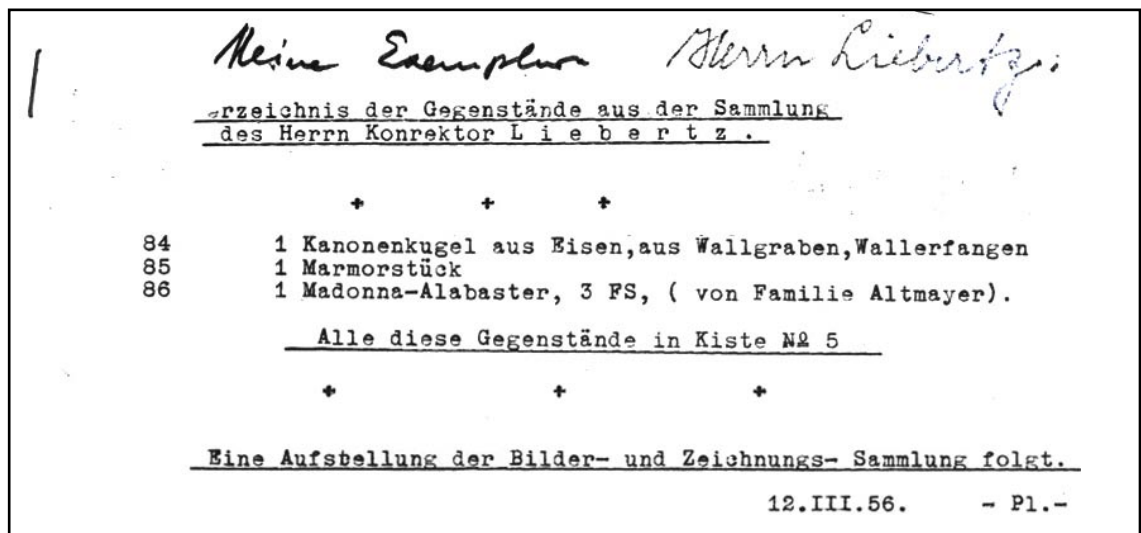 Meine Exemplare Herrn Liebertz.
erzeichnis der Gegenstände aus der Sammlung
des Herrn Konrektor L i e b e r t z .
+ + +
84 1 Kanonenkugel aus Eisen,aus Wallgraben,Wallerfangen
85 1 Marmorstück
86 1 Madonna-Alabaster, 3 FS, ( von Familie Altmayer).
Alle diese Gegenstände in Kiste № 5
+ + +
Eine Aufstellung der Bilder- und Zeichnungs- Sammlung folgt.
12.III.56. - Pl.-